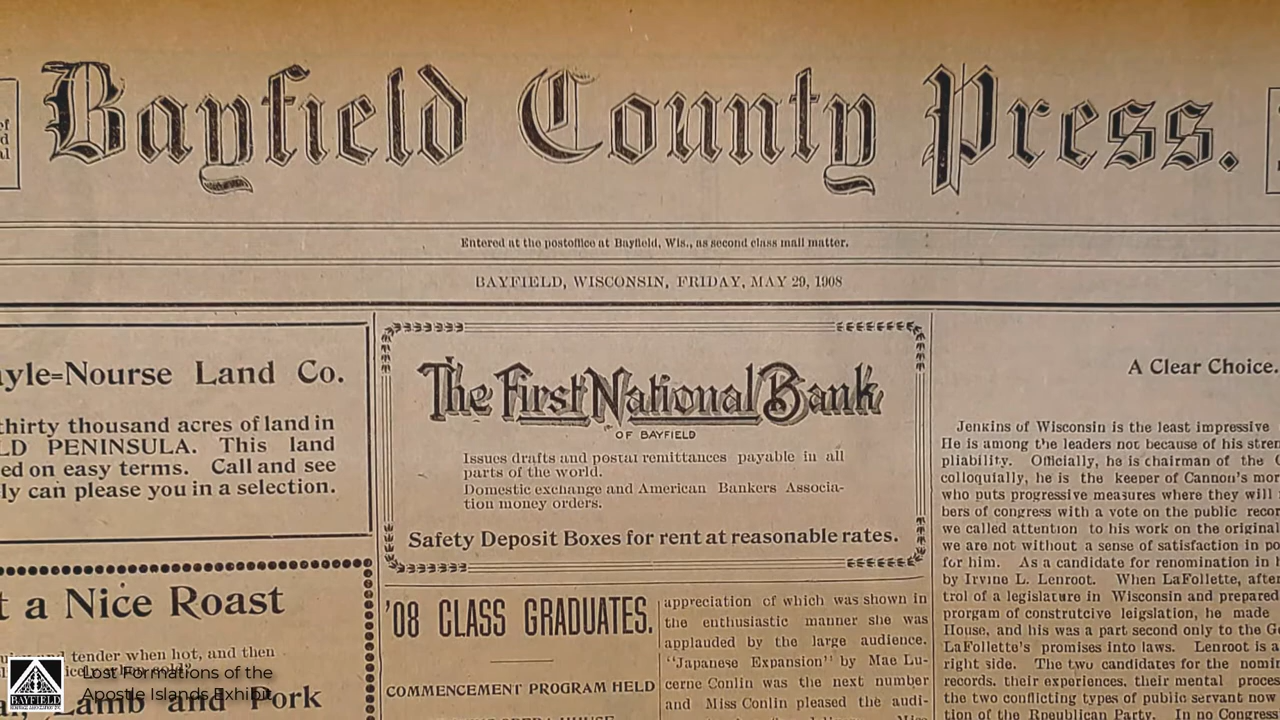 Bayfield County Press.
Entered at the postoffice at Bayfield, Wis., as second class mail matter.
BAYFIELD, WISCONSIN, FRIDAY, MAY 29, 1908
ayle=Nourse Land Co.
thirty thousand acres of land in
LD PENINSULA. This land
ed on easy terms. Call and see
ly can please you in a selection.
t a Nice Roast
and tender when hot, and then
Lamb and Pork
The First National Bank
OF BAYFIELD
Issues drafts and postal remittances payable in all
parts of the world.
Domestic exchange and American Bankers Associa-
tion money orders.
Safety Deposit Boxes for rent at reasonable rates.
'08 CLASS GRADUATES.
COMMENCEMENT PROGRAM HELD
appreciation of which was shown in
the enthusiastic manner she was
applauded by the large audience.
"Japanese Expansion" by Mae Lu-
cerne Conlin was the next number
and Miss Conlin pleased the audi-
A Clear Choice.
Jenkins of Wisconsin is the least impressive
He is among the leaders not because of his stren
pliability. Officially, he is chairman of the
colloquially, he is the keeper of Cannon's mor
who puts progressive measures where they will
bers of congress with a vote on the public recor
we called attention to his work on the original
we are not without a sense of satisfaction in po
for him. As a candidate for renomination in h
by Irvine L. Lenroot. When LaFollette, after
trol of a legislature in Wisconsin and prepared
prorgam of construtcive leigslation, he made
House, and his was a part second only to the Go
LaFollette's promises into laws. Lenroot is a
right side. The two candidates for the nomin
records, their experiences, their mental proces
the two conflicting types of public servant now
tion of the Rpeublican Party. In no Congress
BAYFIELD
Lost Formations of the
Apostle Islands Exhibit